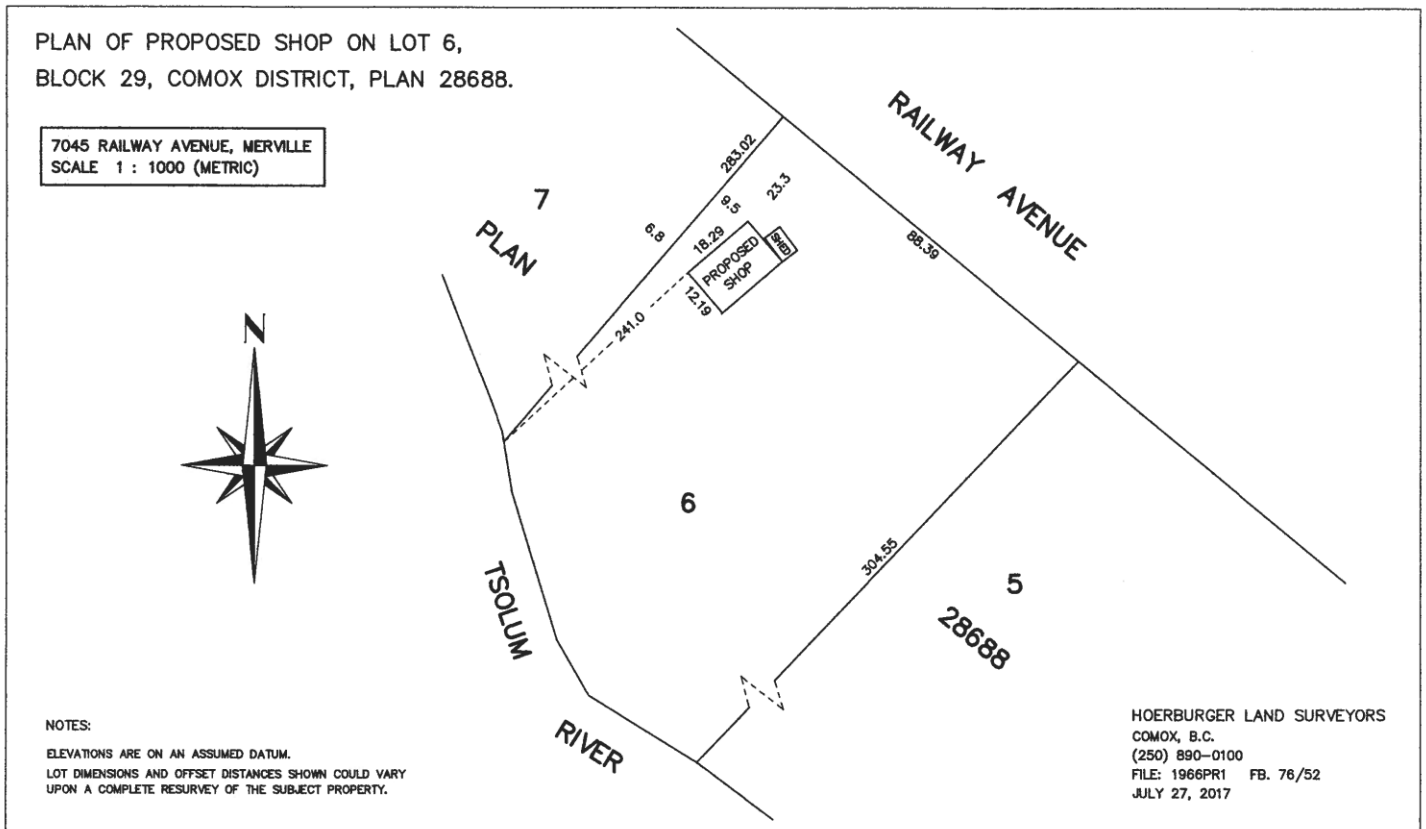 PLAN OF PROPOSED SHOP ON LOT 6,
BLOCK 29, COMOX DISTRICT, PLAN 28688.
7045 RAILWAY AVENUE, MERVILLE
SCALE 1 : 1000 (METRIC)
RAILWAY AVENUE
283.02
23.3
9.5
6.8
18.29
7
PLAN
88.39
PROPOSED
SHOP
SHED
12.19
241.0
N
6
304.55
5
28688
TSOLUM
RIVER
NOTES:
ELEVATIONS ARE ON AN ASSUMED DATUM.
LOT DIMENSIONS AND OFFSET DISTANCES SHOWN COULD VARY
UPON A COMPLETE RESURVEY OF THE SUBJECT PROPERTY.
HOERBURGER LAND SURVEYORS
COMOX, B.C.
(250) 890-0100
FILE: 1966PR1 FB. 76/52
JULY 27, 2017